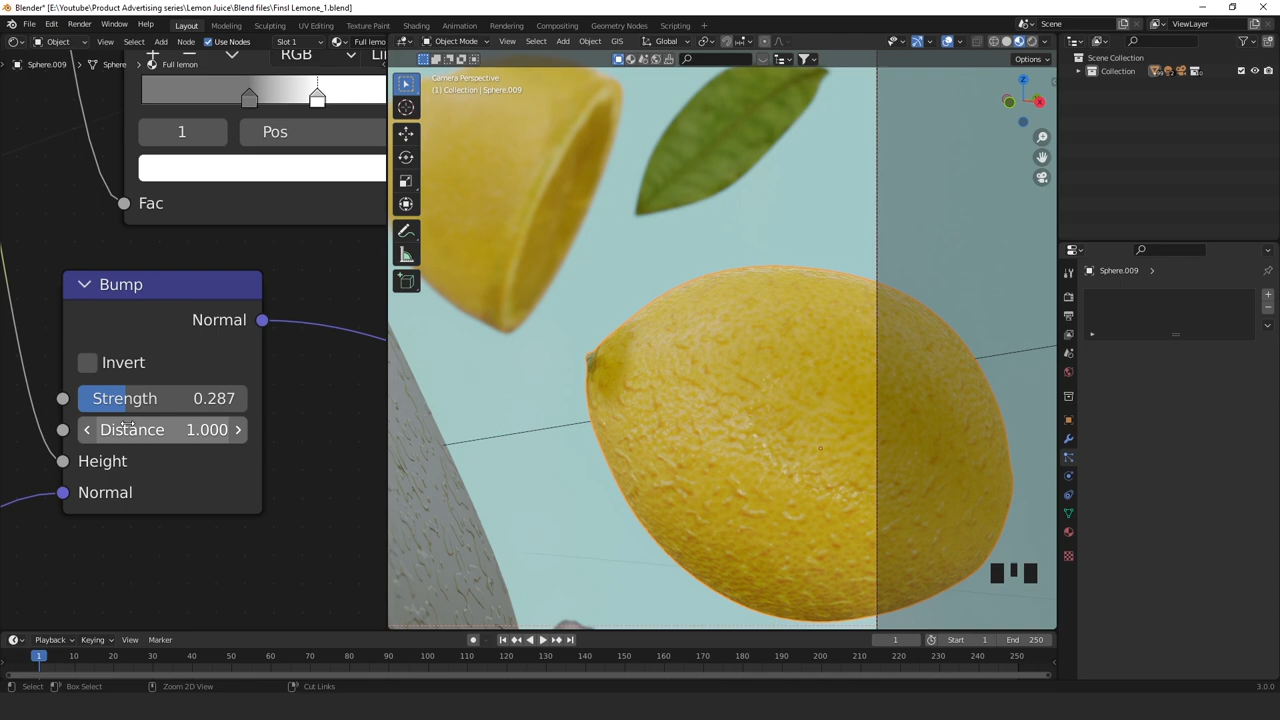 Blender* [E:\Youtube\Product Advertising series\Lemon Juice\Blend files\Finsl Lemone_1.blend]
File Edit Render Window Help Layout Modeling Sculpting UV Editing Texture Paint Shading Animation Rendering Compositing Geometry Nodes Scripting Scene ViewLayer
Object View Select Add Node Use Nodes Slot 1 Full lemo Object Mode View Select Add Object GIS Global
Sphere.009 Sphere Full lemon Options
RGB
Camera Perspective
(1) Collection | Sphere.009
Scene Collection
Collection
1 Pos
Fac
Sphere.009
Bump
Normal
Invert
Strength 0.287
Distance 1.000
Height
Normal
Playback Keying View Marker 1 Start 1 End 250
1 10 20 30 40 50 60 70 80 90 100 110 120 130 140 150 160 170 180 190 200 210 220 230 240 250
Select Box Select Zoom 2D View Cut Links 3.0.0